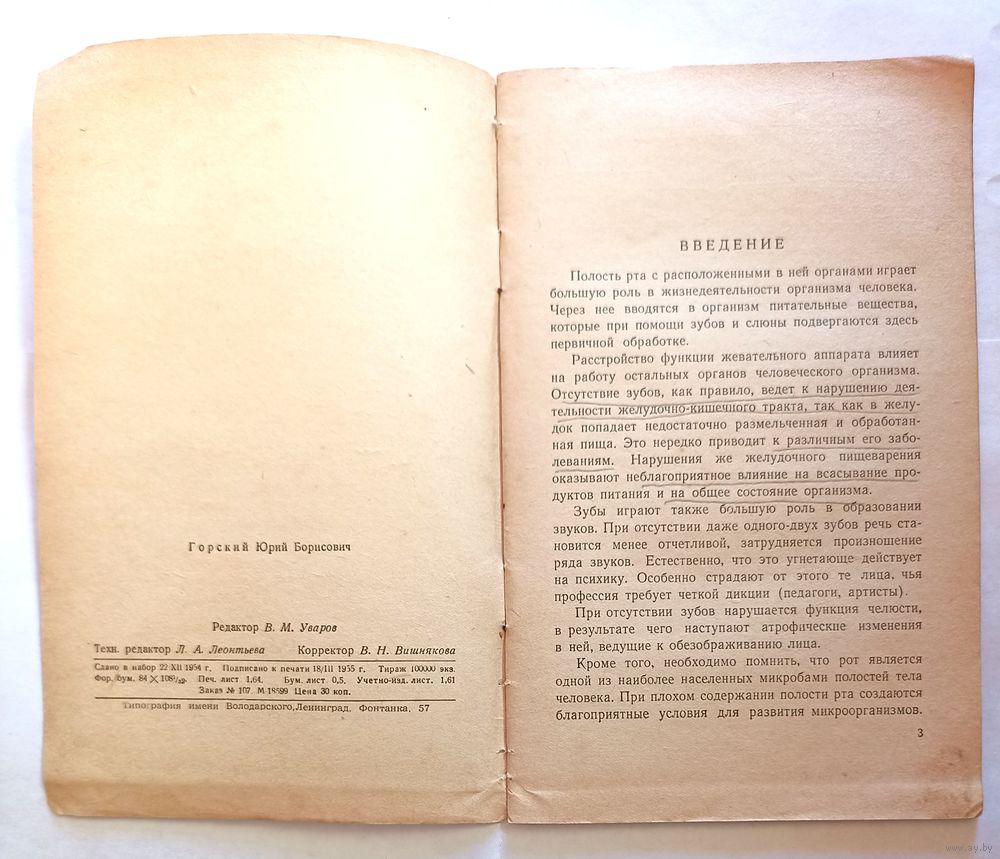 Горский Юрий Борисович
Редактор В. М. Уваров
Техн. редактор Л. А. Леонтьева Корректор В. Н. Вишнякова
Сдано в набор 22 XII 1954 г. Подписано к печати 18/III 1955 г. Тираж 100000 экз.
Фор. бум. 84 × 108¹/₃₂. Печ. лист 1,64. Бум. лист 0,5. Учетно-изд. лист. 1,61
Заказ № 107. М 18599 Цена 30 коп.
Типография имени Володарского, Ленинград, Фонтанка, 57
ВВЕДЕНИЕ
Полость рта с расположенными в ней органами играет
большую роль в жизнедеятельности организма человека.
Через нее вводятся в организм питательные вещества,
которые при помощи зубов и слюны подвергаются здесь
первичной обработке.
Расстройство функции жевательного аппарата влияет
на работу остальных органов человеческого организма.
Отсутствие зубов, как правило, ведет к нарушению дея-
тельности желудочно-кишечного тракта, так как в желу-
док попадает недостаточно размельченная и обработан-
ная пища. Это нередко приводит к различным его забо-
леваниям. Нарушения же желудочного пищеварения
оказывают неблагоприятное влияние на всасывание про-
дуктов питания и на общее состояние организма.
Зубы играют также большую роль в образовании
звуков. При отсутствии даже одного-двух зубов речь ста-
новится менее отчетливой, затрудняется произношение
ряда звуков. Естественно, что это угнетающе действует
на психику. Особенно страдают от этого те лица, чья
профессия требует четкой дикции (педагоги, артисты).
При отсутствии зубов нарушается функция челюсти,
в результате чего наступают атрофические изменения
в ней, ведущие к обезображиванию лица.
Кроме того, необходимо помнить, что рот является
одной из наиболее населенных микробами полостей тела
человека. При плохом содержании полости рта создаются
благоприятные условия для развития микроорганизмов.
3
www.ay.by